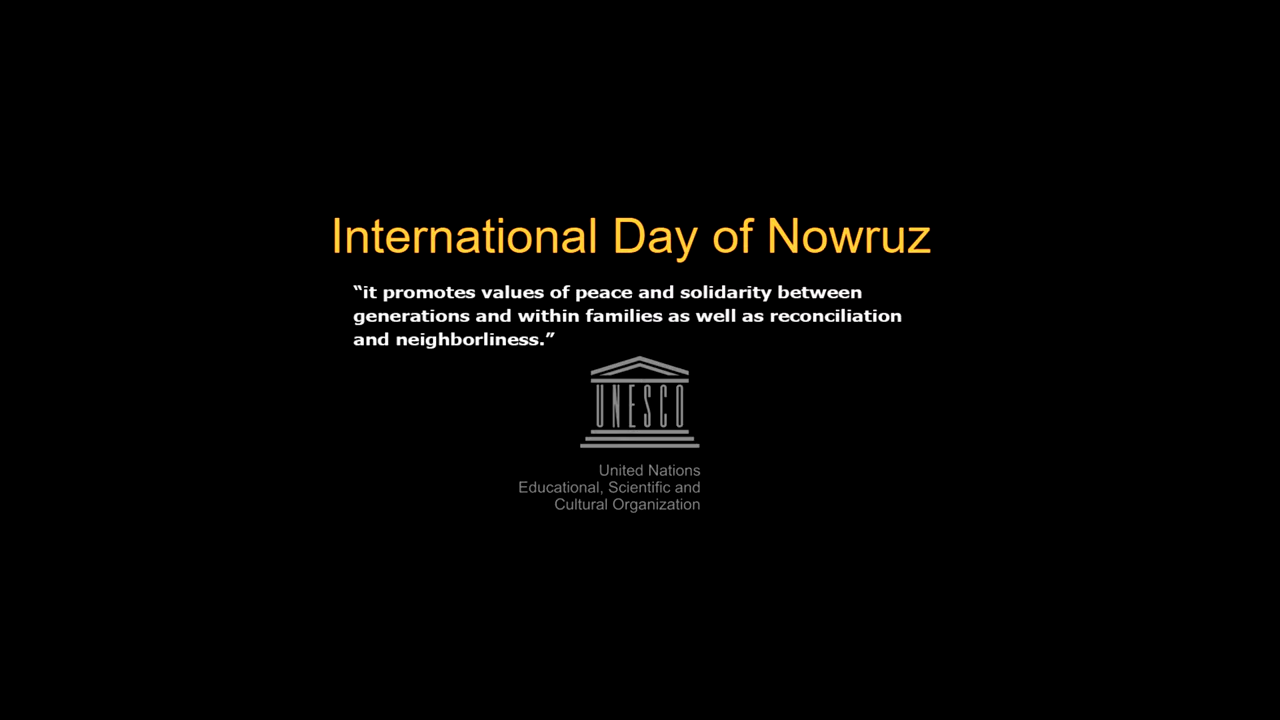 International Day of Nowruz
“it promotes values of peace and solidarity between
generations and within families as well as reconciliation
and neighborliness.”
UNESCO
United Nations
Educational, Scientific and
Cultural Organization